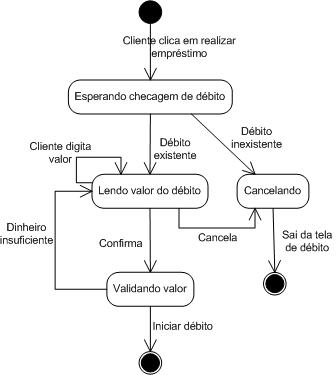 Cliente clica em realizar
empréstimo
Esperando checagem de débito
Cliente digita
valor
Débito
existente
Débito
inexistente
Lendo valor do débito
Cancelando
Dinheiro
insuficiente
Confirma
Cancela
Sai da tela
de débito
Validando valor
Iniciar débito